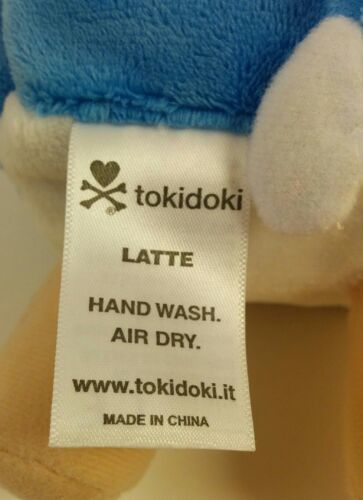 ® tokidoki
LATTE
HAND WASH.
AIR DRY.
www.tokidoki.it
MADE IN CHINA